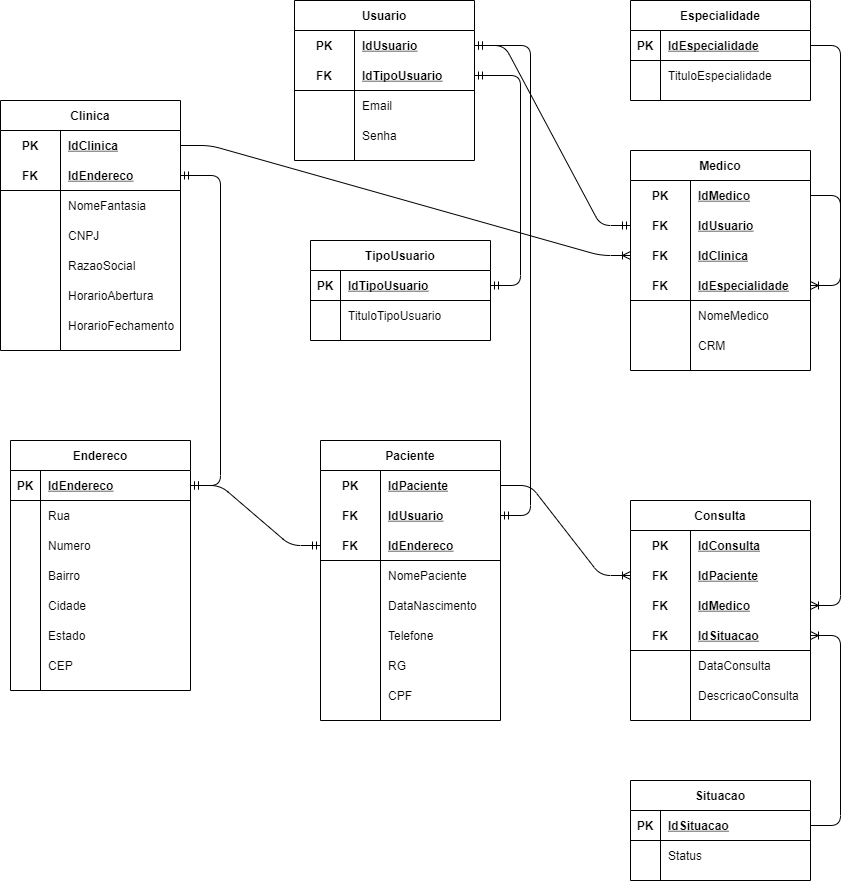 Usuario
PK IdUsuario
FK IdTipoUsuario
Email
Senha
Especialidade
PK IdEspecialidade
TituloEspecialidade
Clinica
PK IdClinica
FK IdEndereco
NomeFantasia
CNPJ
RazaoSocial
HorarioAbertura
HorarioFechamento
Medico
PK IdMedico
FK IdUsuario
FK IdClinica
FK IdEspecialidade
NomeMedico
CRM
TipoUsuario
PK IdTipoUsuario
TituloTipoUsuario
Endereco
PK IdEndereco
Rua
Numero
Bairro
Cidade
Estado
CEP
Paciente
PK IdPaciente
FK IdUsuario
FK IdEndereco
NomePaciente
DataNascimento
Telefone
RG
CPF
Consulta
PK IdConsulta
FK IdPaciente
FK IdMedico
FK IdSituacao
DataConsulta
DescricaoConsulta
Situacao
PK IdSituacao
Status